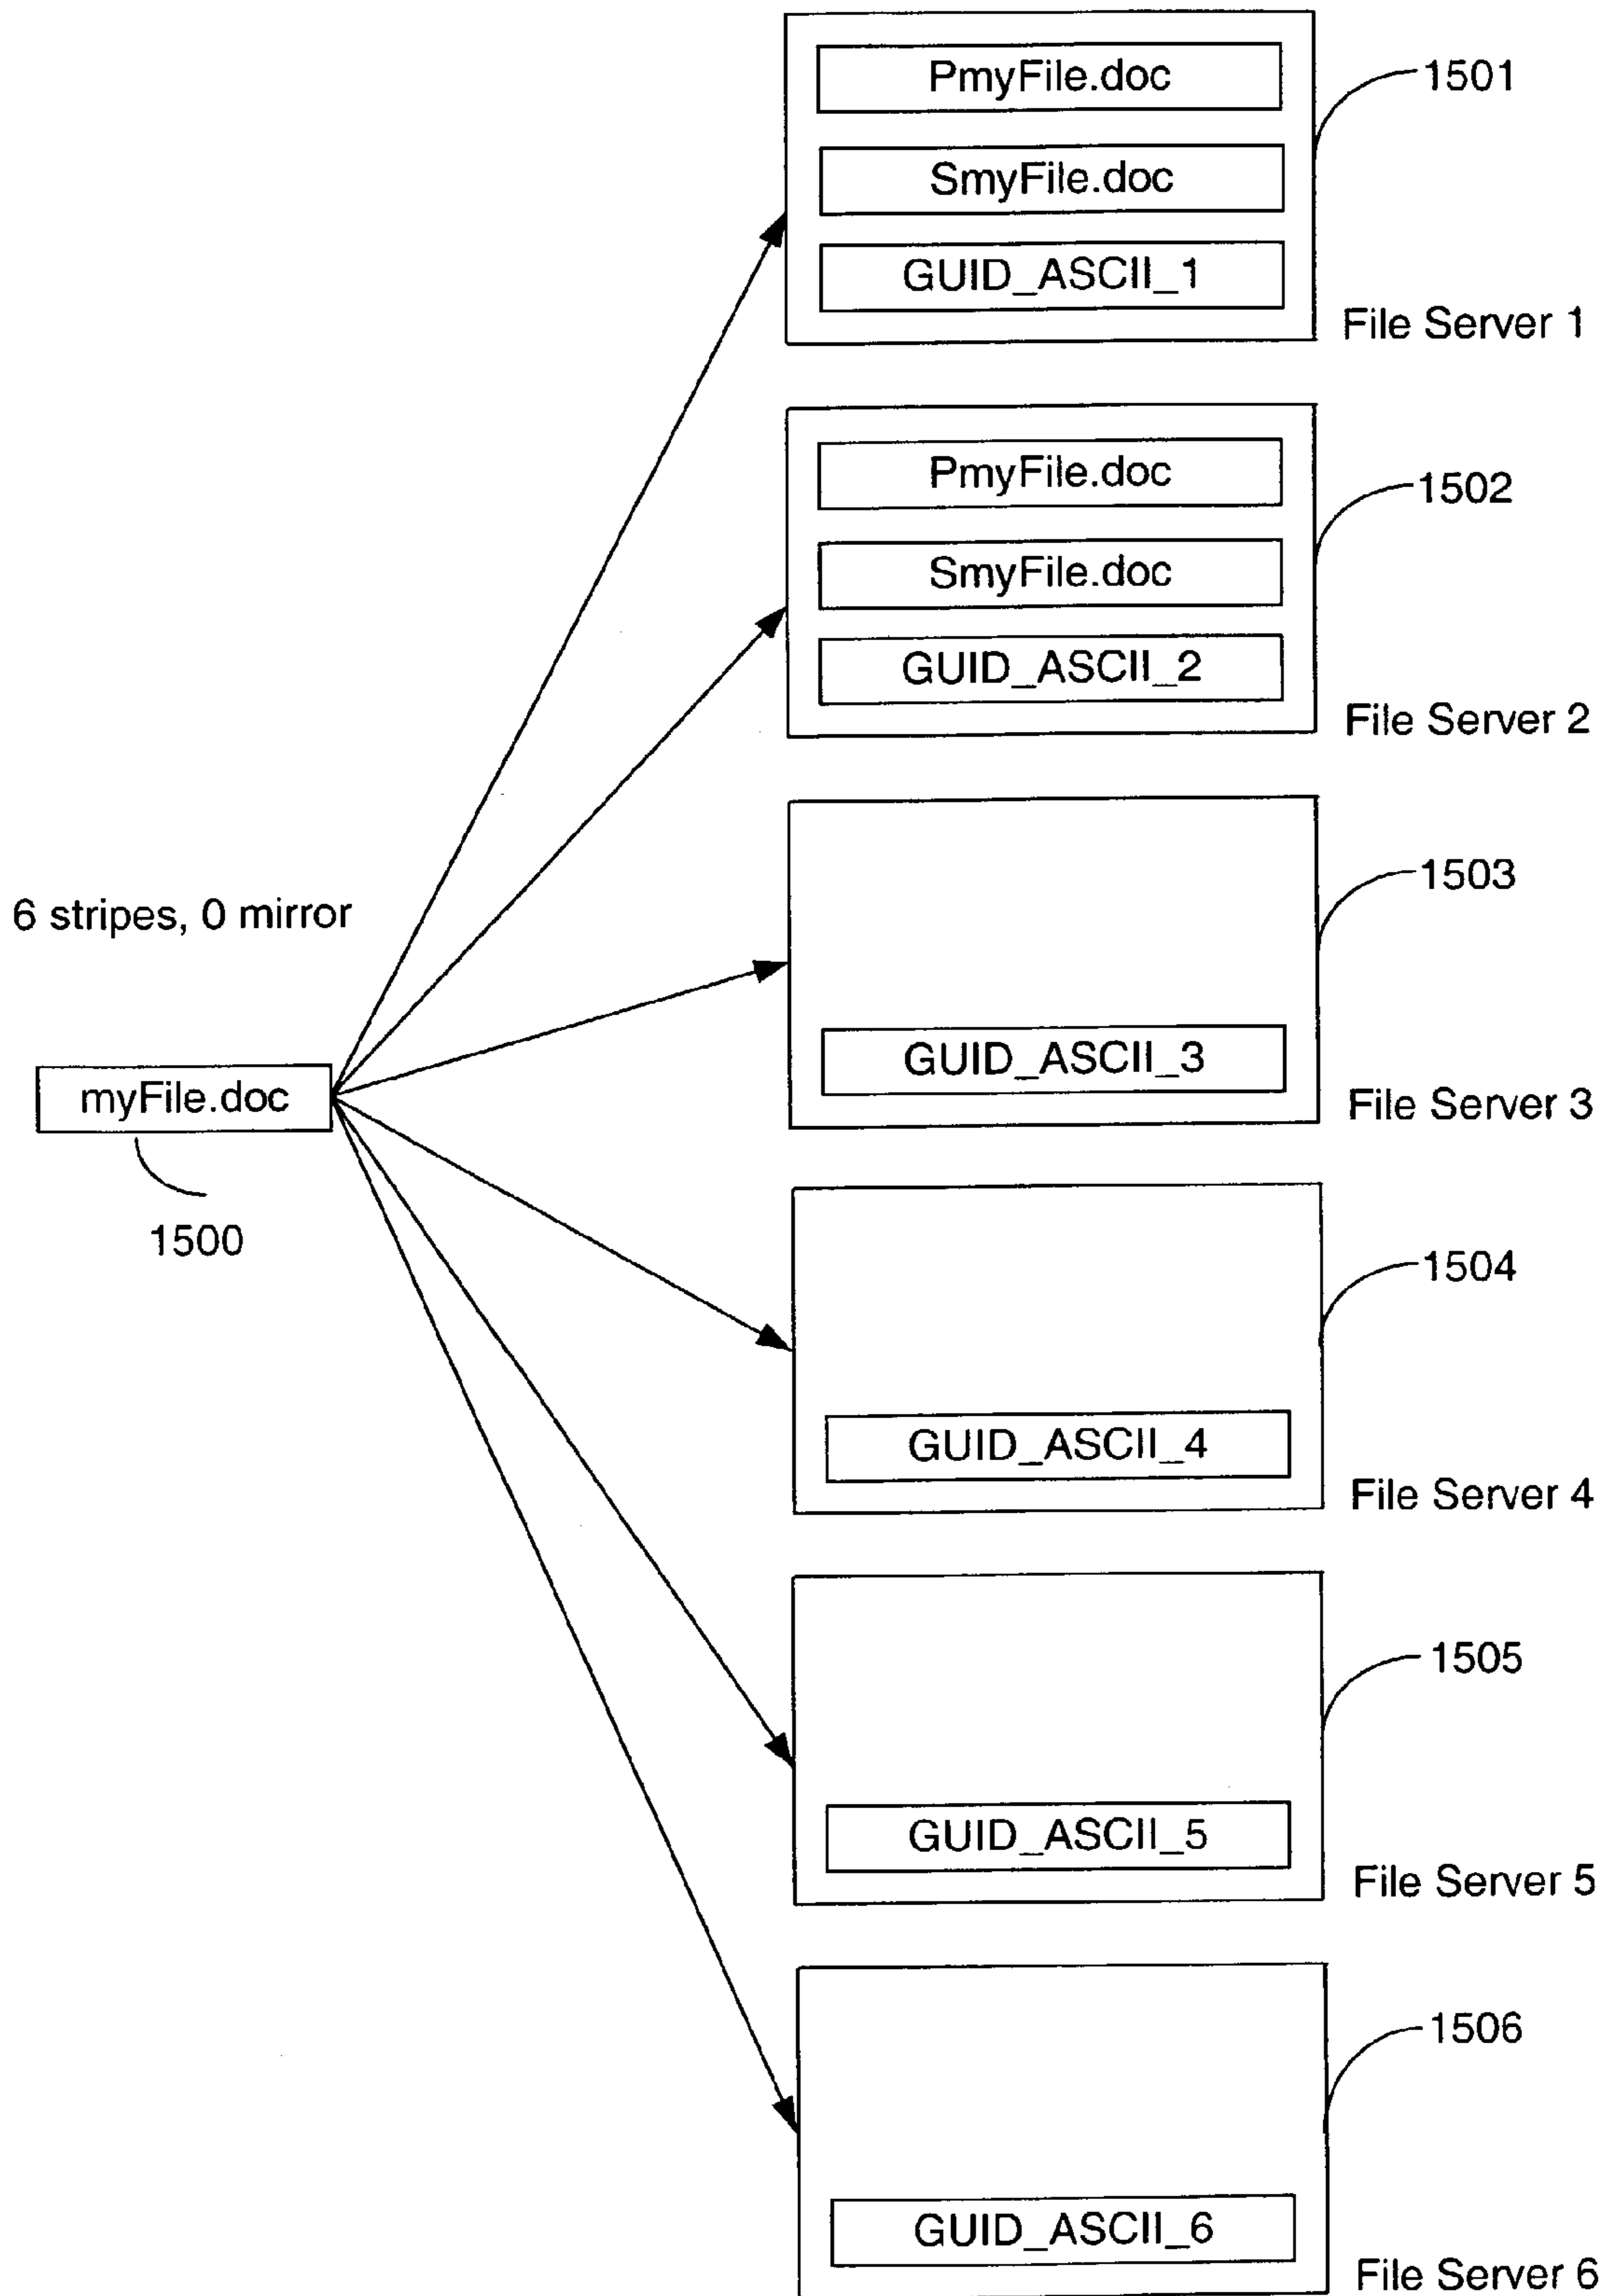 PmyFile.doc
1501
SmyFile.doc
GUID_ASCII_1
File Server 1
PmyFile.doc
1502
SmyFile.doc
GUID_ASCII_2
File Server 2
1503
6 stripes, 0 mirror
GUID_ASCII_3
myFile.doc
File Server 3
1500
1504
GUID_ASCII_4
File Server 4
1505
GUID_ASCII_5
File Server 5
1506
GUID_ASCII_6
File Server 6